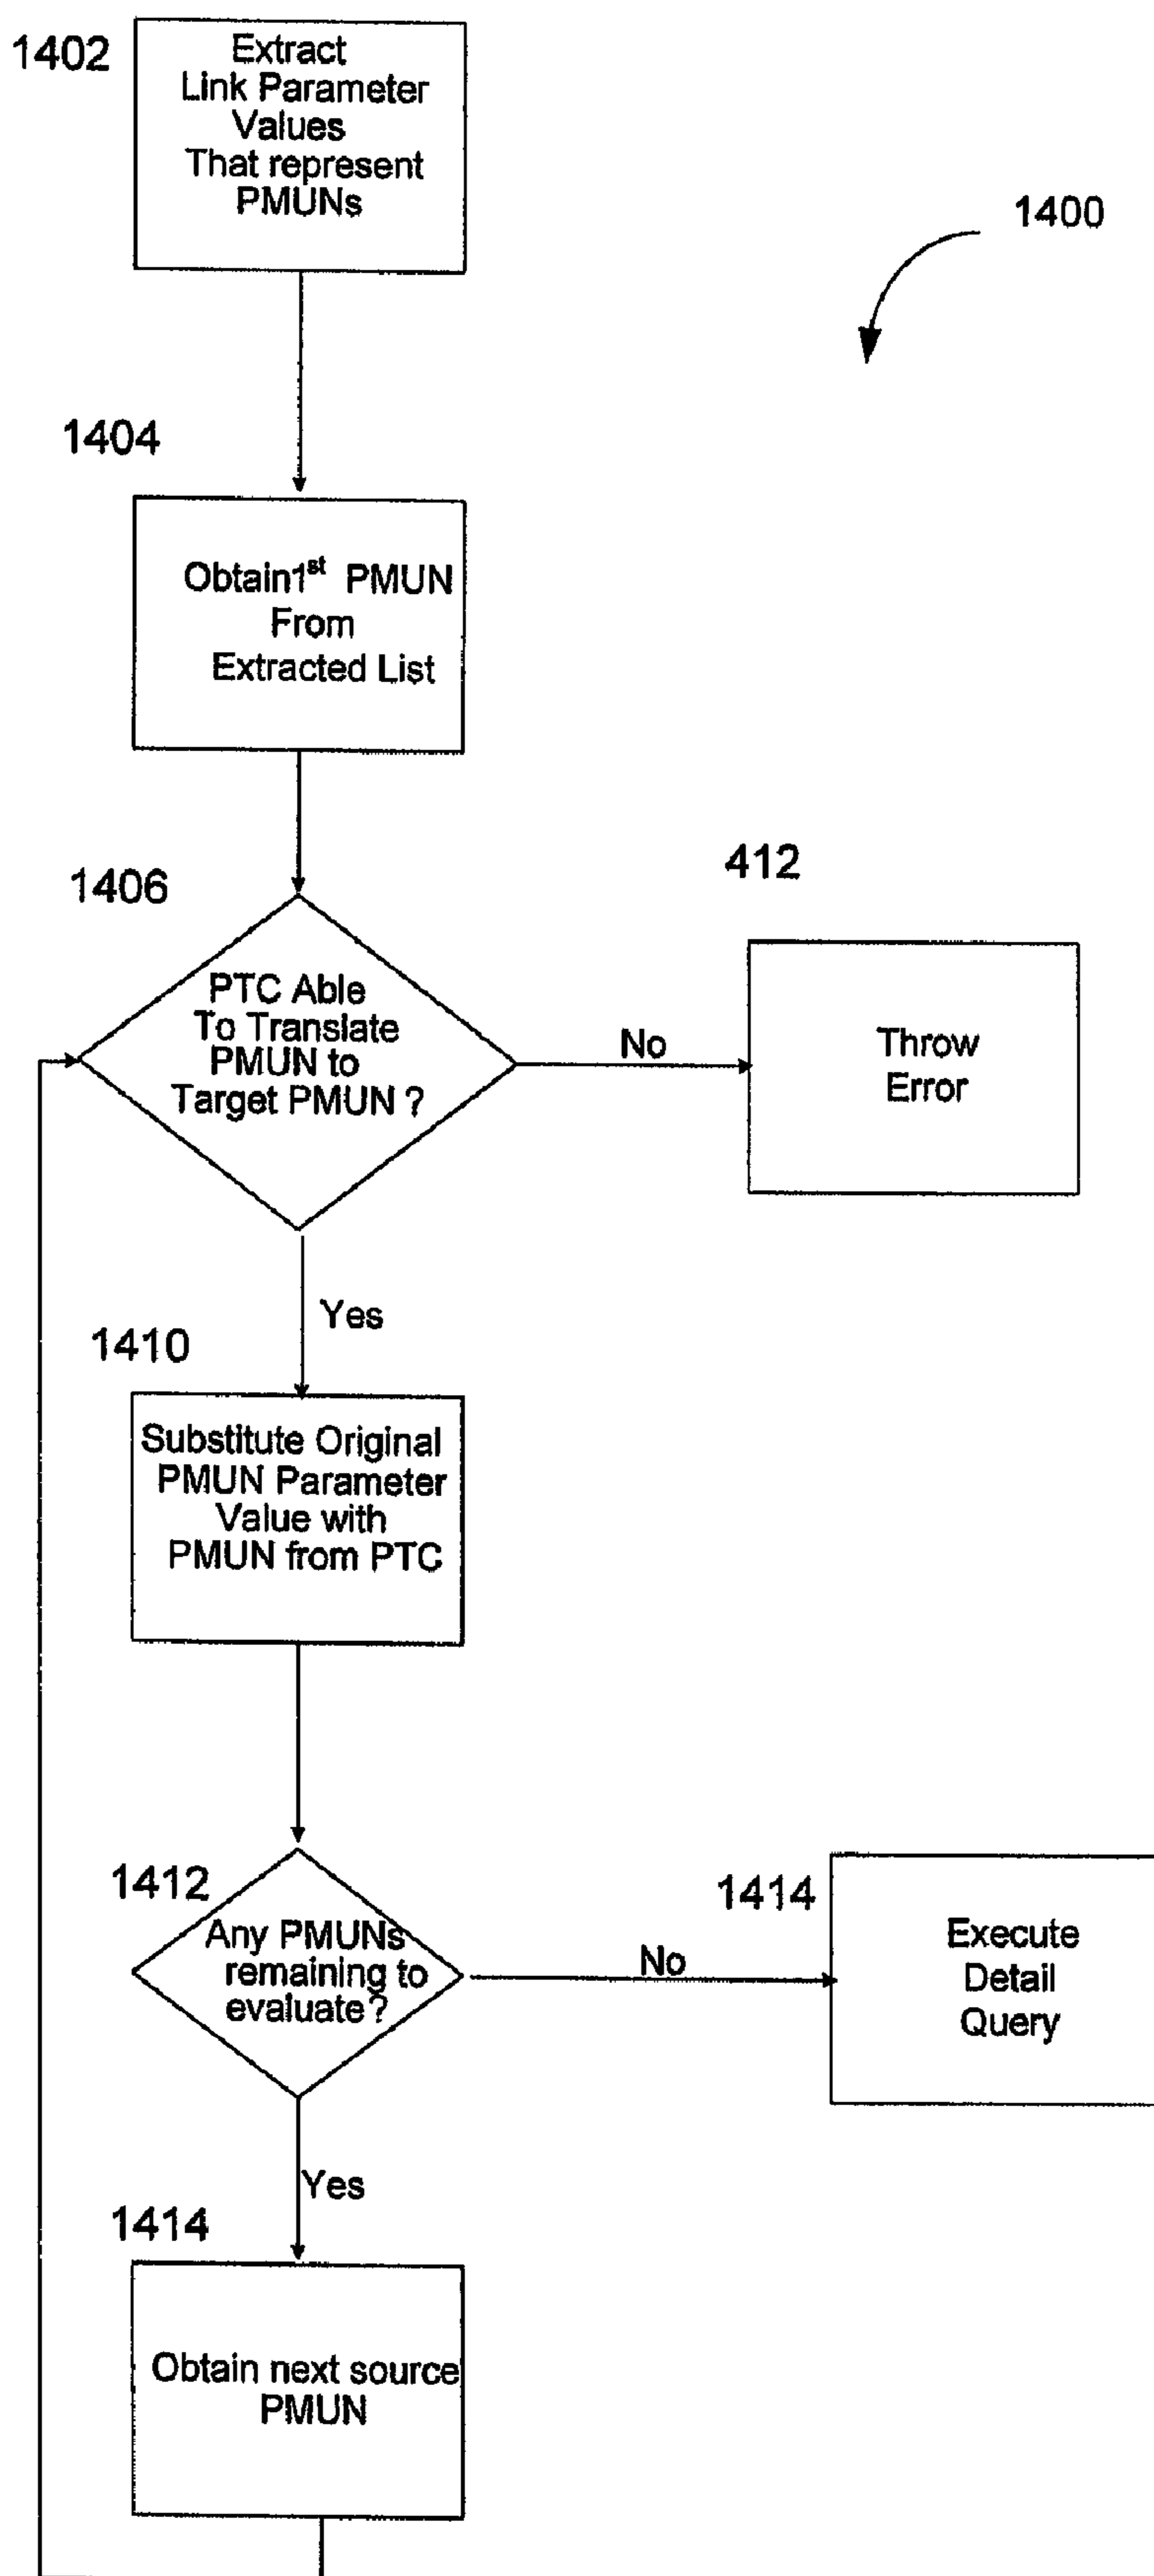 1402
Extract
Link Parameter
Values
That represent
PMUNs
1400
1404
Obtain1st PMUN
From
Extracted List
1406
PTC Able
To Translate
PMUN to
Target PMUN ?
No
412
Throw
Error
Yes
1410
Substitute Original
PMUN Parameter
Value with
PMUN from PTC
1412
Any PMUNs
remaining to
evaluate?
No
1414
Execute
Detail
Query
Yes
1414
Obtain next source
PMUN